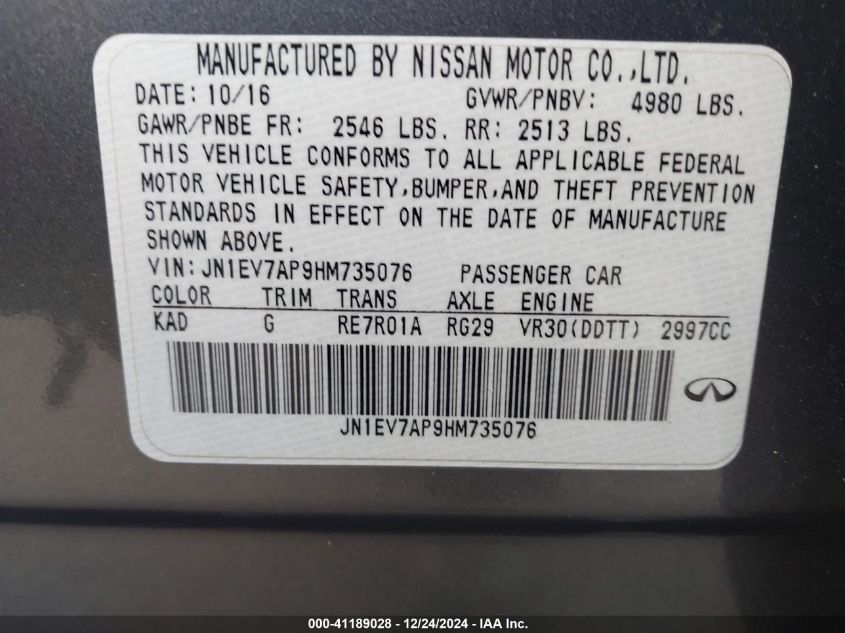 MANUFACTURED BY NISSAN MOTOR CO.,LTD.
DATE: 10/16 GVWR/PNBV: 4980 LBS.
GAWR/PNBE FR: 2546 LBS. RR: 2513 LBS.
THIS VEHICLE CONFORMS TO ALL APPLICABLE FEDERAL
MOTOR VEHICLE SAFETY,BUMPER,AND THEFT PREVENTION
STANDARDS IN EFFECT ON THE DATE OF MANUFACTURE
SHOWN ABOVE.
VIN: JN1EV7AP9HM735076 PASSENGER CAR
COLOR TRIM TRANS AXLE ENGINE
KAD G RE7R01A RG29 VR30(DDTT) 2997CC
JN1EV7AP9HM735076
000-41189028 - 12/24/2024 - IAA Inc.